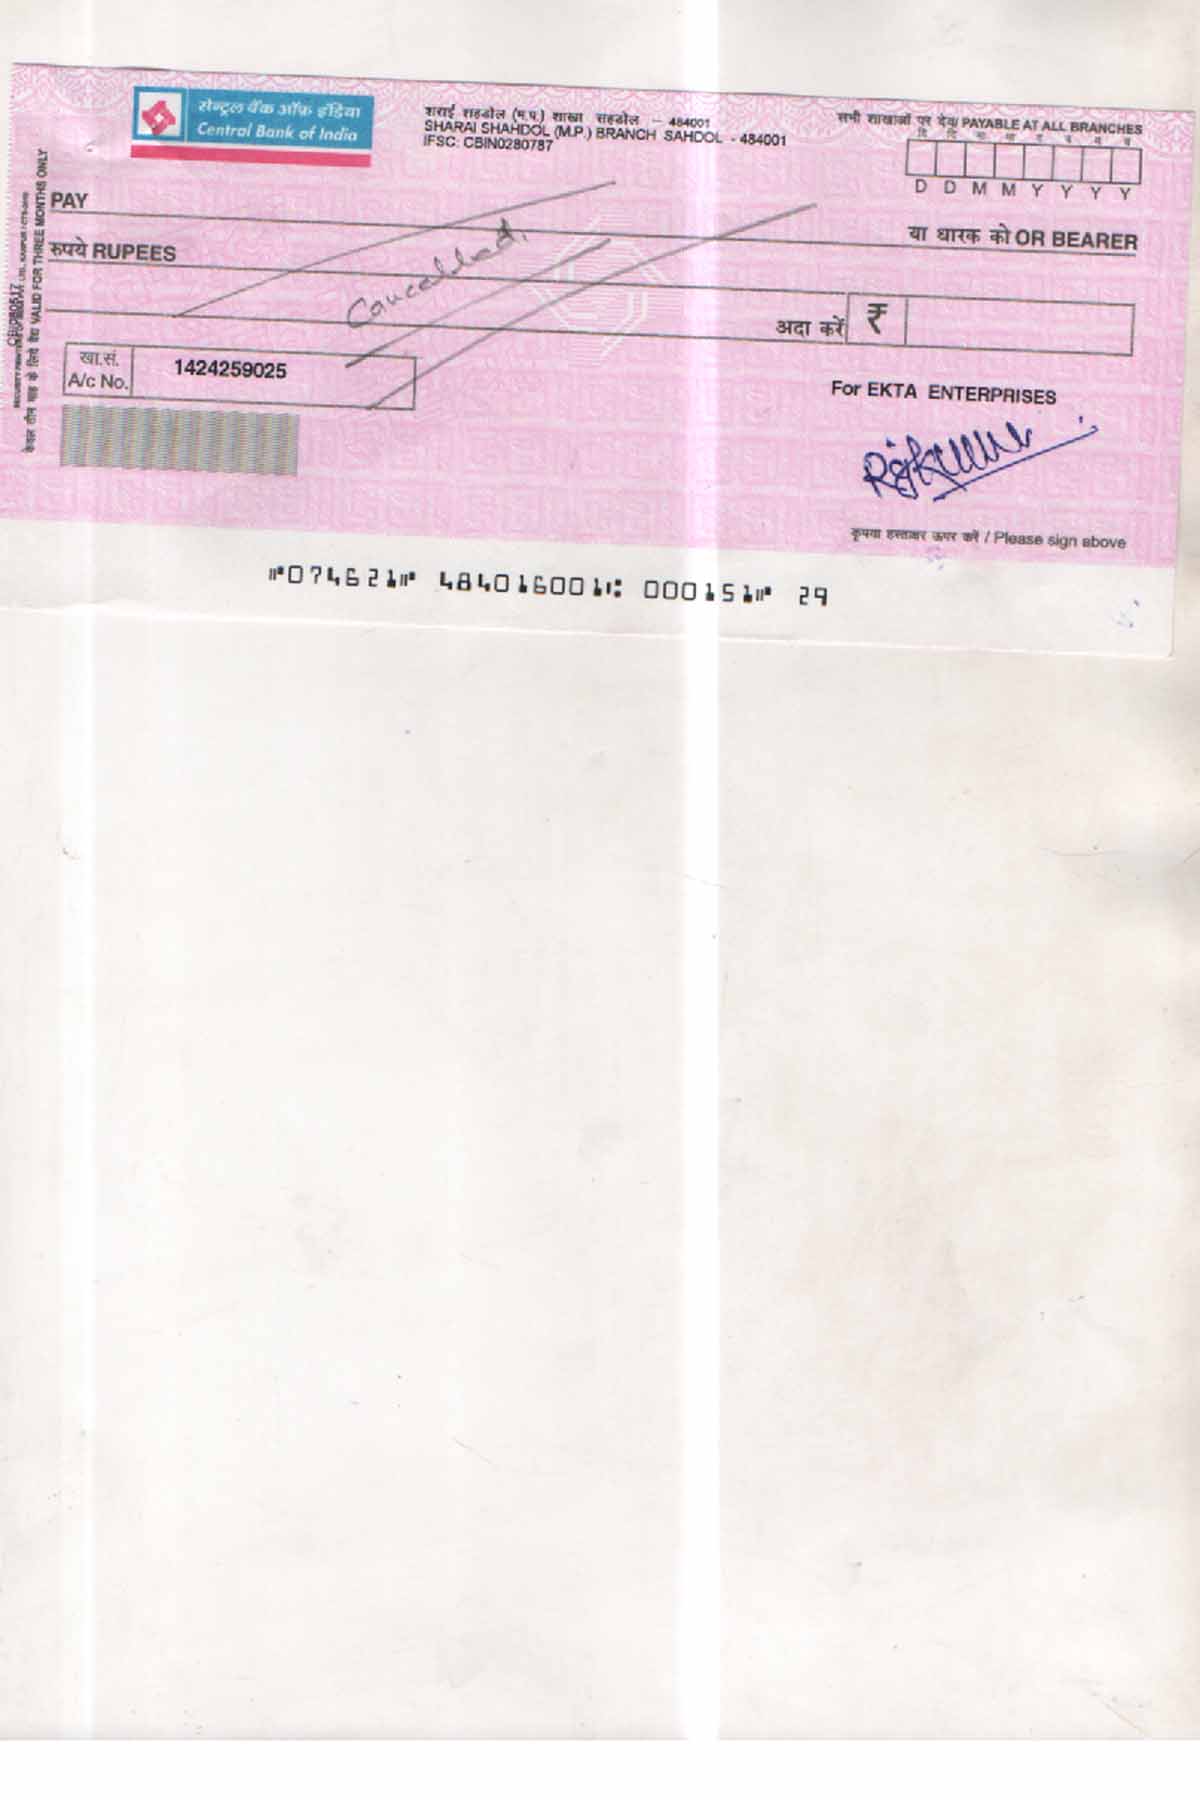 सेन्ट्रल बैंक ऑफ़ इंडिया
Central Bank of India
शराई शहडोल (म.प्र.) शाखा सहडोल - 484001
SHARAI SHAHDOL (M.P.) BRANCH SAHDOL - 484001
IFSC: CBIN0280787
सभी शाखाओं पर देय/ PAYABLE AT ALL BRANCHES
D D M M Y Y Y Y
PAY
या धारक को OR BEARER
रुपये RUPEES
Cancelled.
अदा करें ₹
खा.सं.
A/c No. 1424259025
For EKTA ENTERPRISES
Rajkumar
कृपया हस्ताक्षर ऊपर करें / Please sign above
⑈074621⑈ 484016001⑆ 000151⑈ 29
केवल तीन माह के लिये वैध VALID FOR THREE MONTHS ONLY